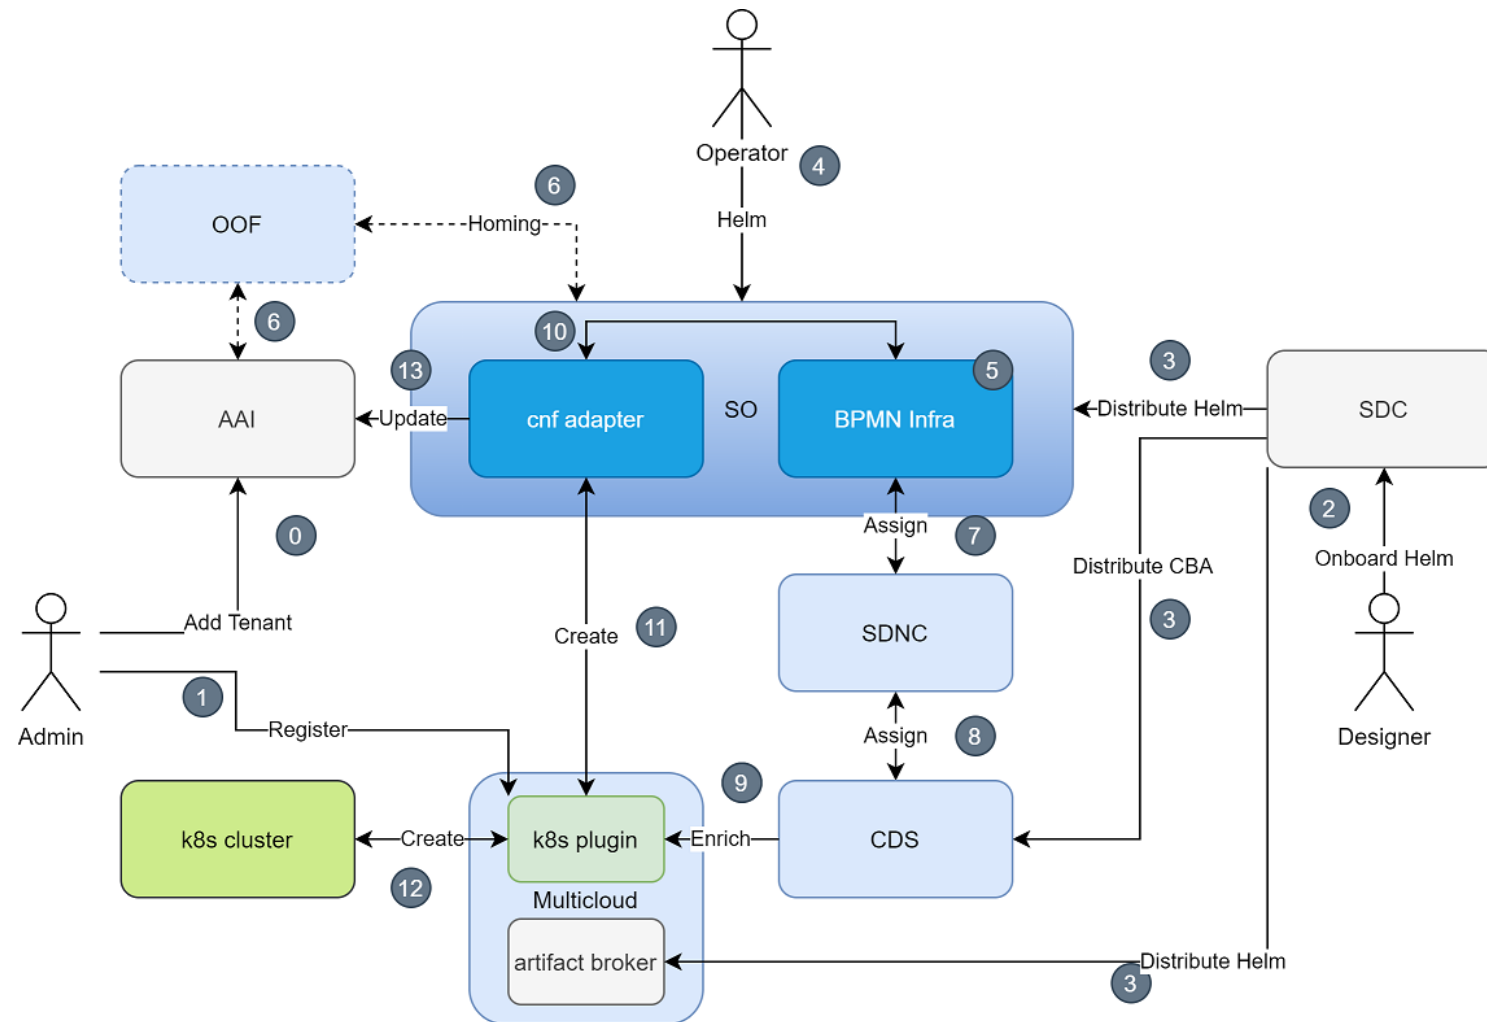 Operator
4
6
OOF
Homing
Helm
6
10
13
5
3
AAI
Update
cnf adapter
SO
BPMN Infra
Distribute Helm
SDC
0
Assign
7
2
Distribute CBA
Onboard Helm
3
Add Tenant
Create
11
SDNC
1
Register
Admin
Assign
8
Designer
9
k8s cluster
Create
k8s plugin
Enrich
CDS
12
Multicloud
artifact broker
Distribute Helm
3